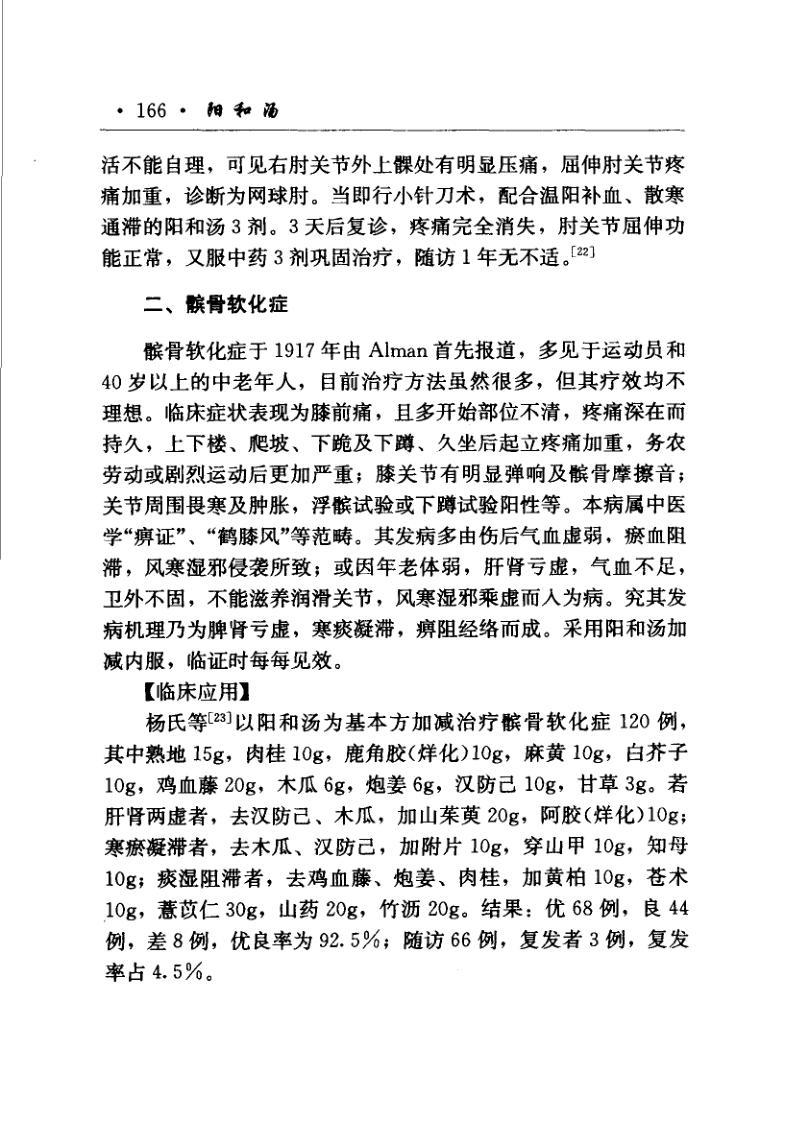 · 166 · 阳和汤
活不能自理，可见右肘关节外上髁处有明显压痛，屈伸肘关节疼
痛加重，诊断为网球肘。当即行小针刀术，配合温阳补血、散寒
通滞的阳和汤 3 剂。3 天后复诊，疼痛完全消失，肘关节屈伸功
能正常，又服中药 3 剂巩固治疗，随访 1 年无不适。[22]
二、髌骨软化症
髌骨软化症于 1917 年由 Alman 首先报道，多见于运动员和
40 岁以上的中老年人，目前治疗方法虽然很多，但其疗效均不
理想。临床症状表现为膝前痛，且多开始部位不清，疼痛深在而
持久，上下楼、爬坡、下跪及下蹲、久坐后起立疼痛加重，务农
劳动或剧烈运动后更加严重；膝关节有明显弹响及髌骨摩擦音；
关节周围畏寒及肿胀，浮髌试验或下蹲试验阳性等。本病属中医
学“痹证”、“鹤膝风”等范畴。其发病多由伤后气血虚弱，瘀血阻
滞，风寒湿邪侵袭所致；或因年老体弱，肝肾亏虚，气血不足，
卫外不固，不能滋养润滑关节，风寒湿邪乘虚而人为病。究其发
病机理乃为脾肾亏虚，寒痰凝滞，痹阻经络而成。采用阳和汤加
减内服，临证时每每见效。
【临床应用】
杨氏等[23]以阳和汤为基本方加减治疗髌骨软化症 120 例，
其中熟地 15g，肉桂 10g，鹿角胶(烊化)10g，麻黄 10g，白芥子
10g，鸡血藤 20g，木瓜 6g，炮姜 6g，汉防己 10g，甘草 3g。若
肝肾两虚者，去汉防己、木瓜，加山茱萸 20g，阿胶(烊化)10g；
寒瘀凝滞者，去木瓜、汉防己，加附片 10g，穿山甲 10g，知母
10g；痰湿阻滞者，去鸡血藤、炮姜、肉桂，加黄柏 10g，苍术
10g，薏苡仁 30g，山药 20g，竹沥 20g。结果：优 68 例，良 44
例，差 8 例，优良率为 92.5%；随访 66 例，复发者 3 例，复发
率占 4.5%。